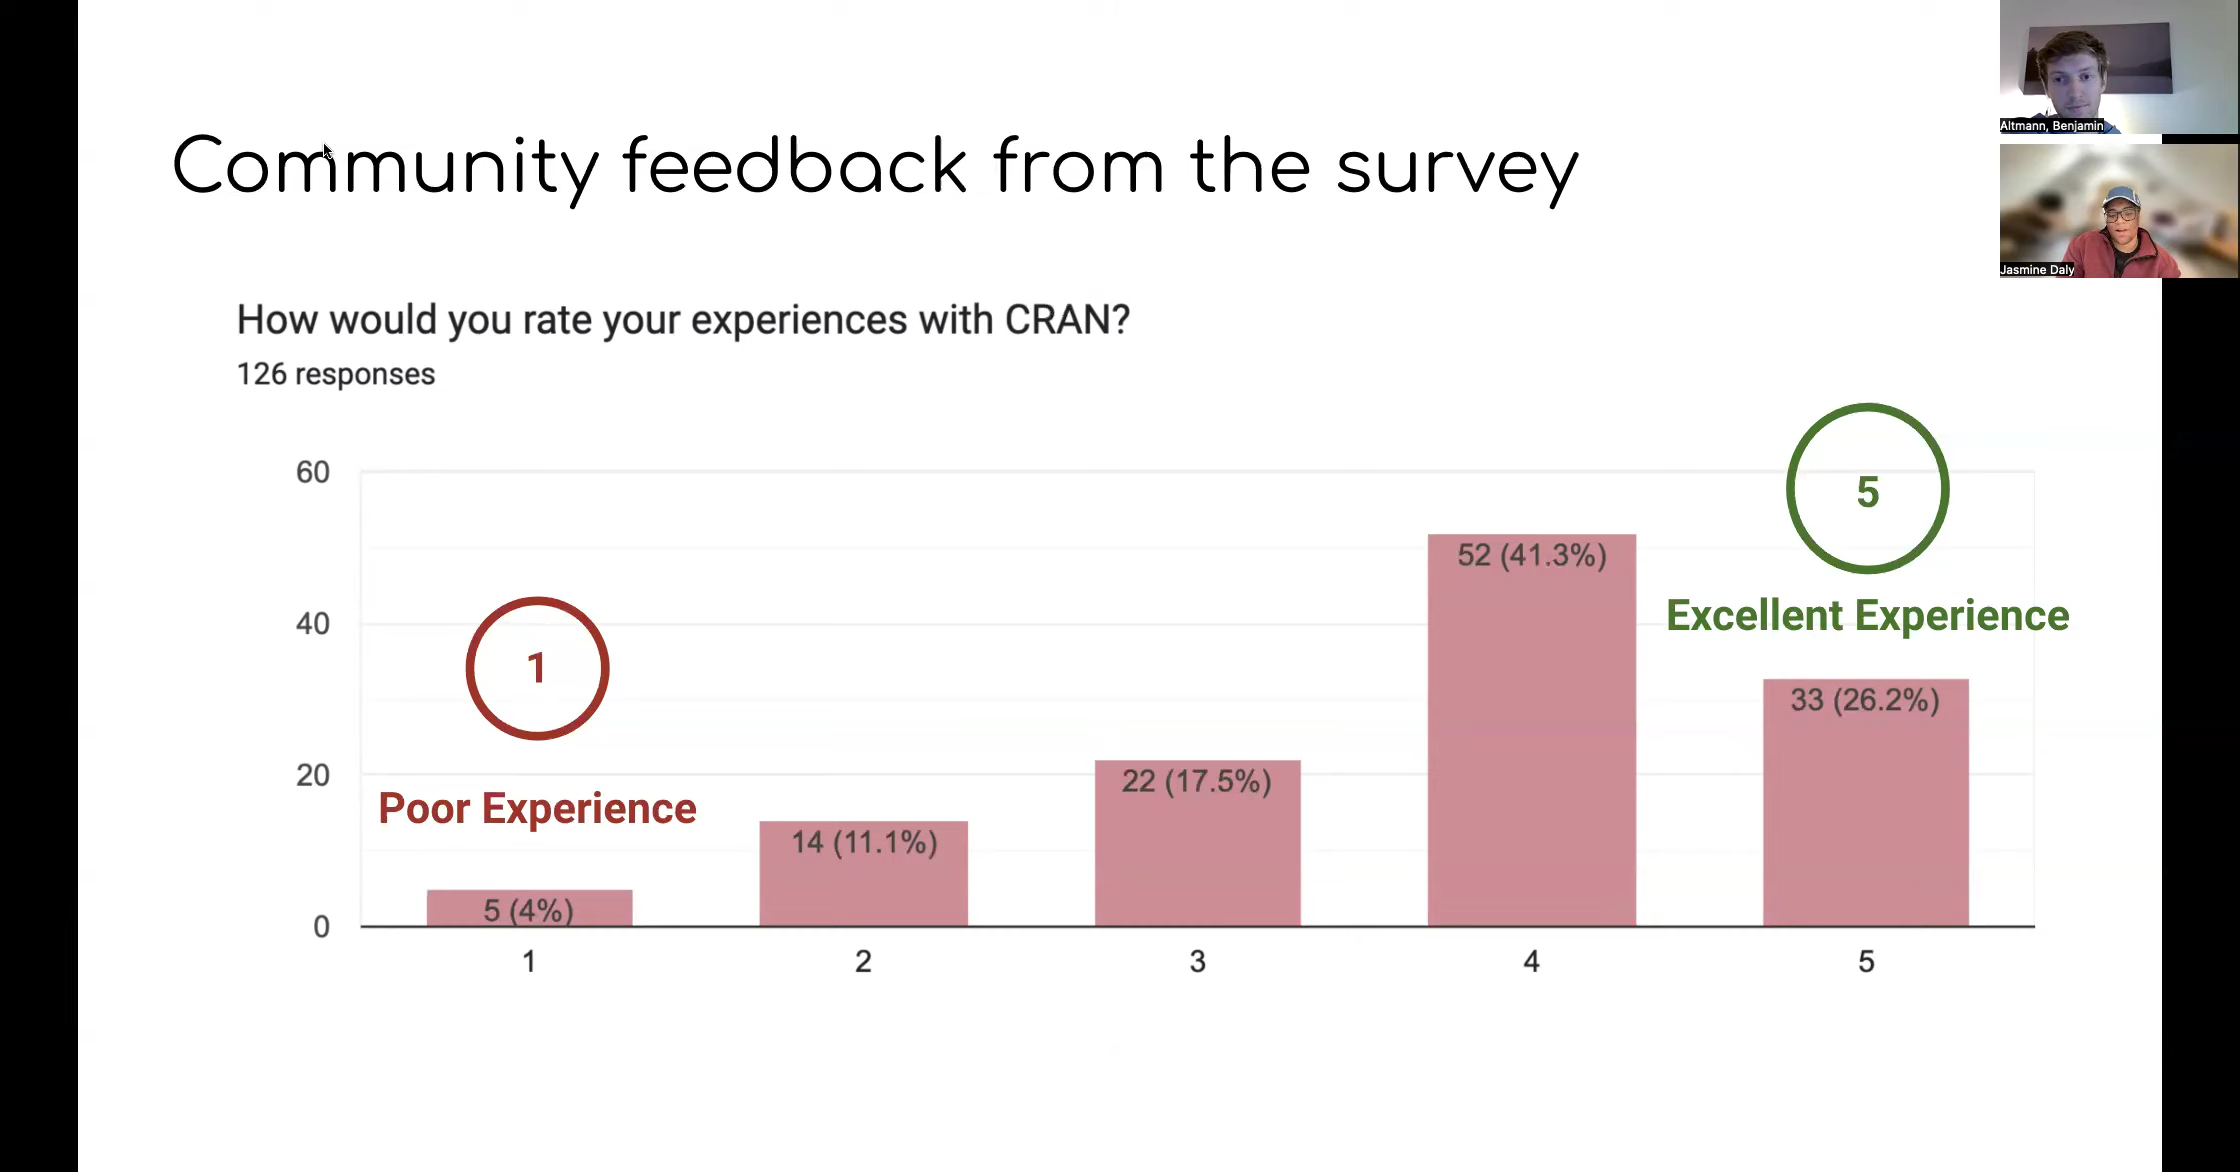 Community feedback from the survey
Altmann, Benjamin
Jasmine Daly
How would you rate your experiences with CRAN?
126 responses
60
40
20
0
1
Poor Experience
5
Excellent Experience
5 (4%)
14 (11.1%)
22 (17.5%)
52 (41.3%)
33 (26.2%)
1
2
3
4
5